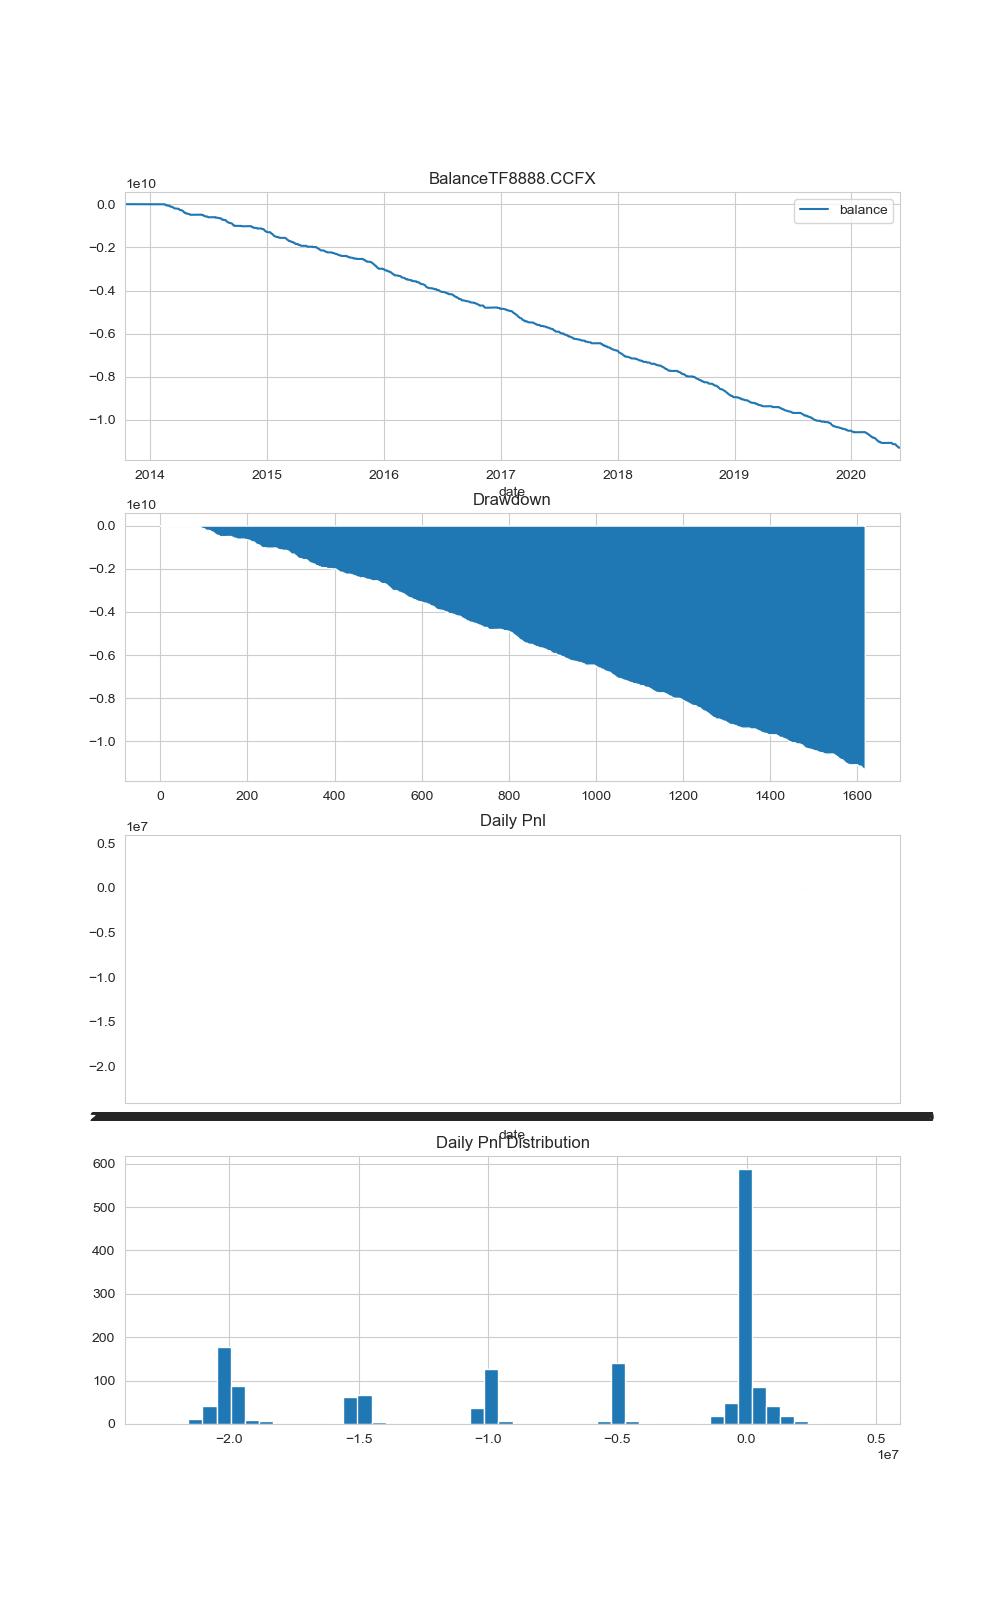 BalanceTF8888.CCFX
1e10
0.0
−0.2
−0.4
−0.6
−0.8
−1.0
balance
2014 2015 2016 2017 2018 2019 2020
date
Drawdown
1e10
0.0
−0.2
−0.4
−0.6
−0.8
−1.0
0 200 400 600 800 1000 1200 1400 1600
Daily Pnl
1e7
0.5
0.0
−0.5
−1.0
−1.5
−2.0
date
Daily Pnl Distribution
600
500
400
300
200
100
0
−2.0 −1.5 −1.0 −0.5 0.0 0.5
1e7